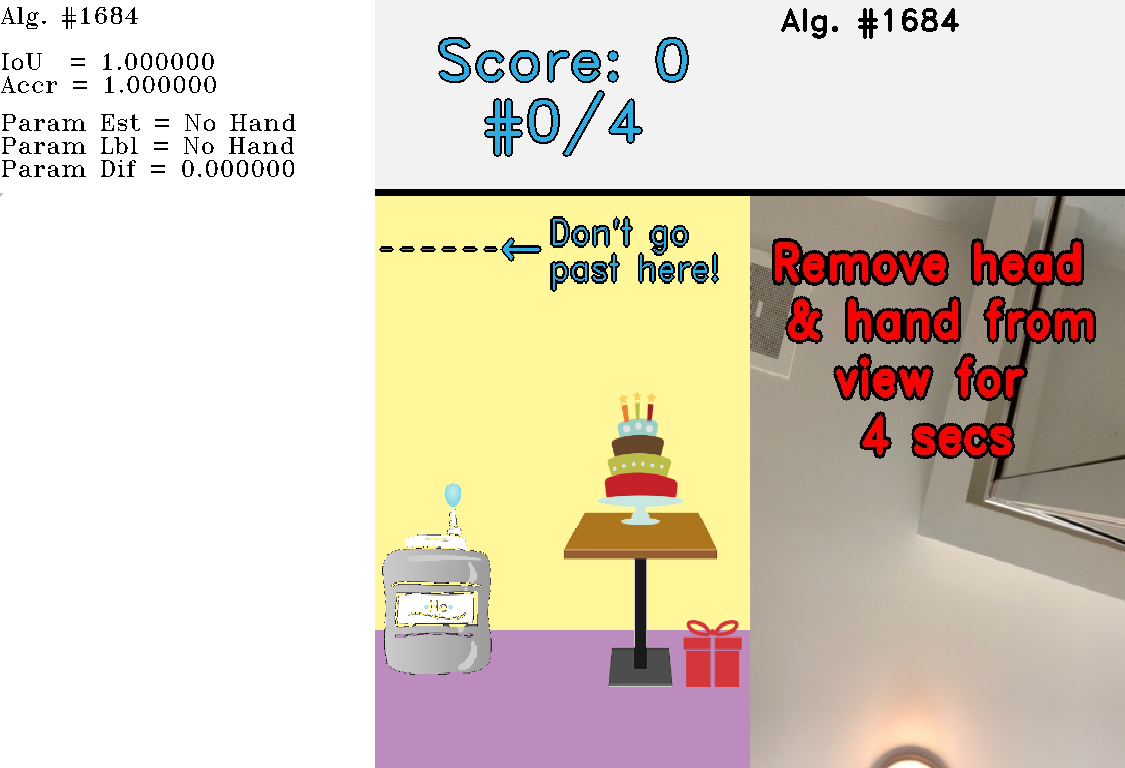 Alg. #1684
IoU = 1.000000
Accr = 1.000000
Param Est = No Hand
Param Lbl = No Hand
Param Dif = 0.000000
Score: 0
#0/4
Alg. #1684
Don't go
past here!
Remove head
& hand from
view for
4 secs